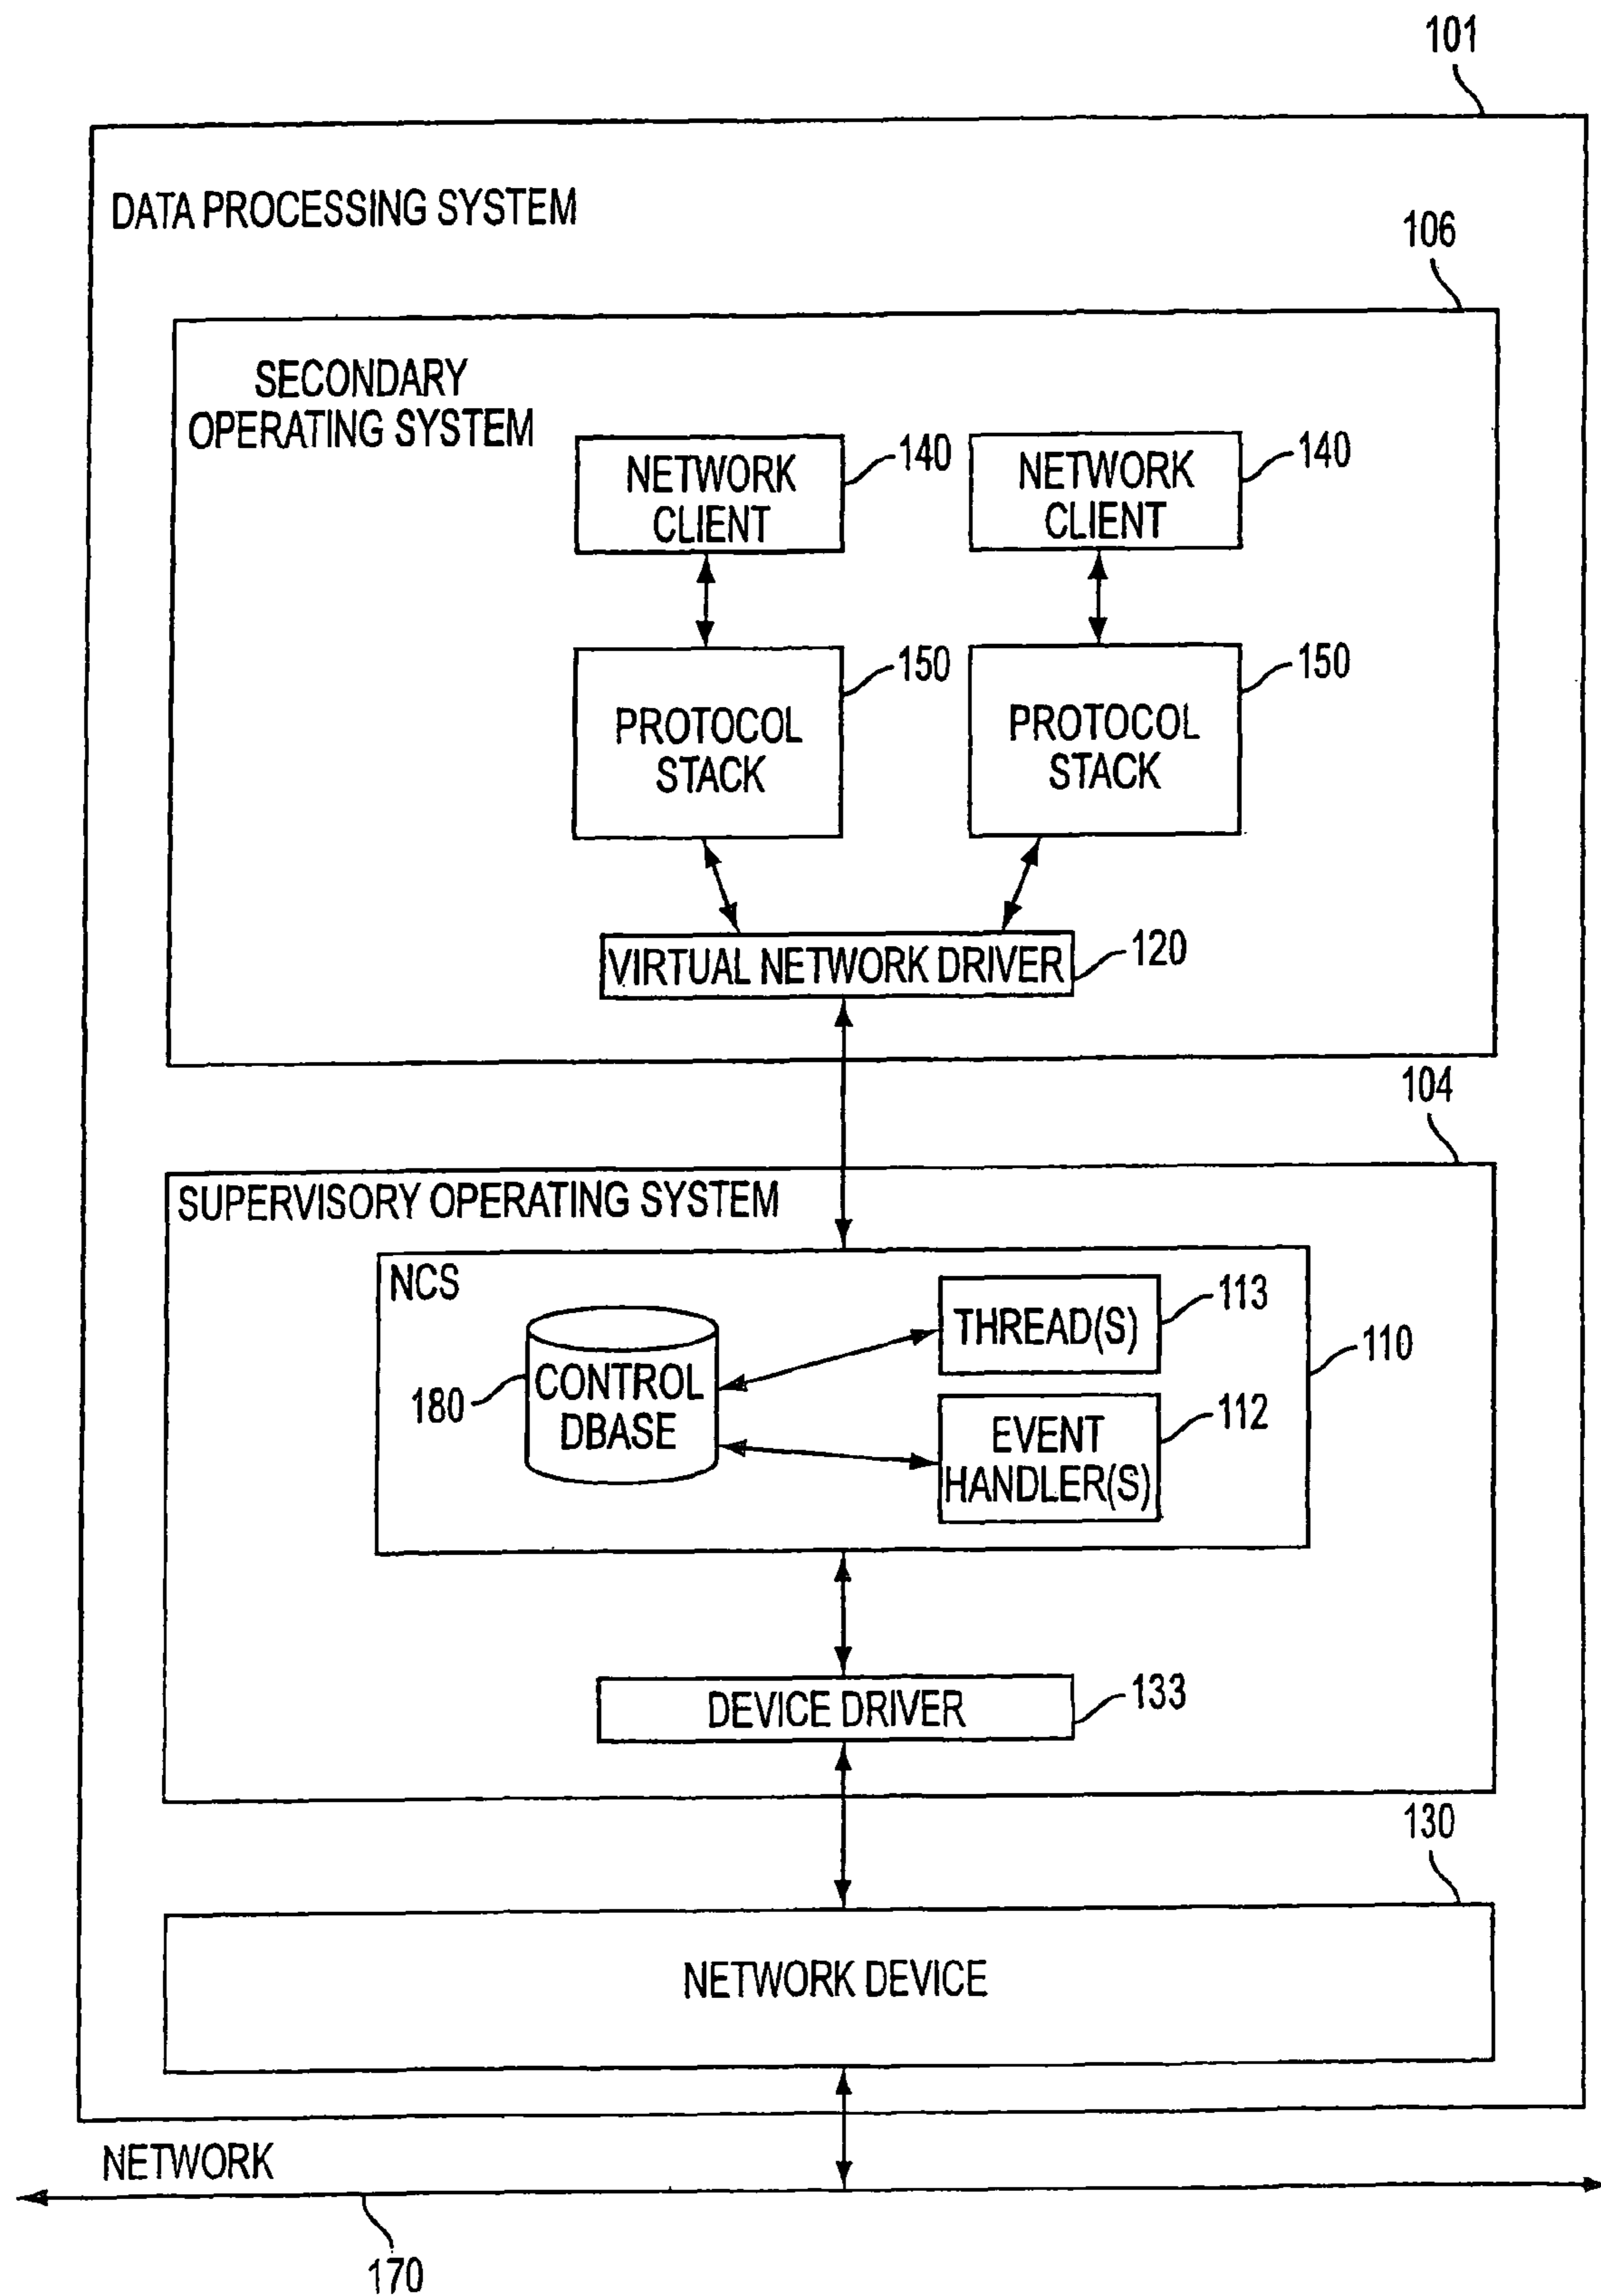 101
DATA PROCESSING SYSTEM
106
SECONDARY
OPERATING SYSTEM
NETWORK
CLIENT
140
NETWORK
CLIENT
140
PROTOCOL
STACK
150
PROTOCOL
STACK
150
VIRTUAL NETWORK DRIVER
120
104
SUPERVISORY OPERATING SYSTEM
NCS
THREAD(S)
113
110
180
CONTROL
DBASE
EVENT
HANDLER(S)
112
DEVICE DRIVER
133
130
NETWORK DEVICE
NETWORK
170